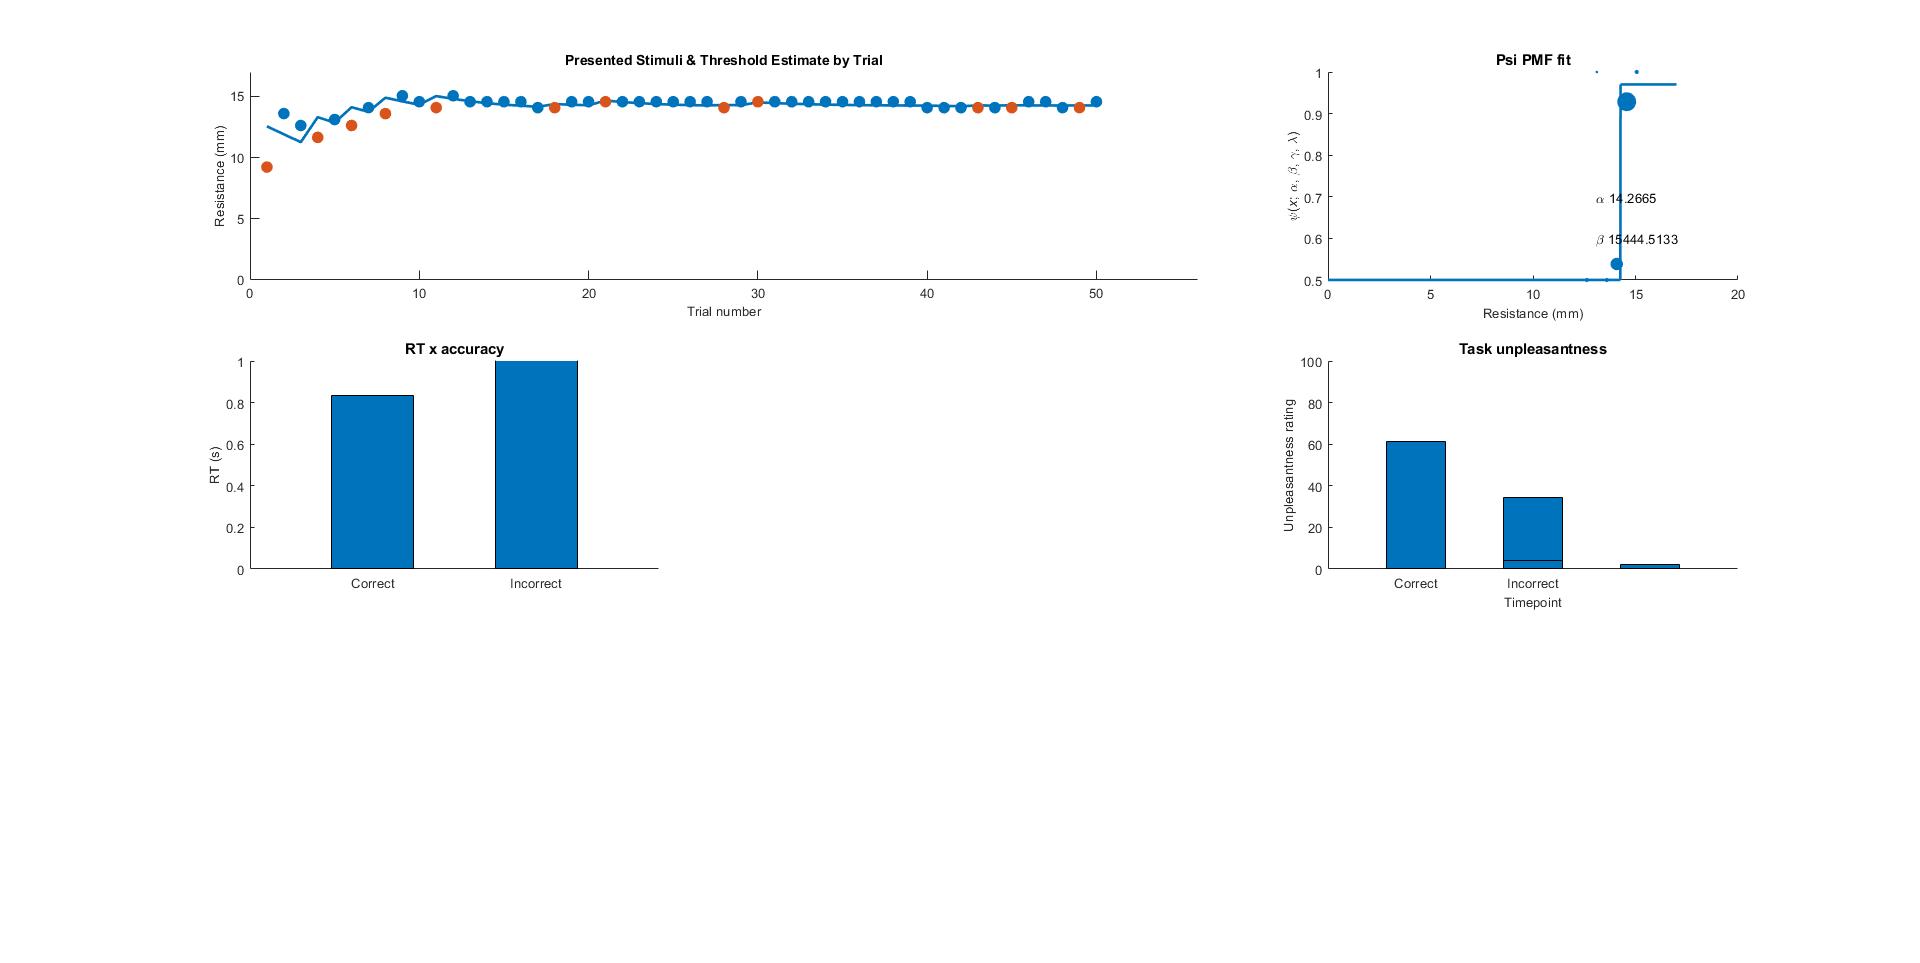 Presented Stimuli & Threshold Estimate by Trial
15
10
5
0
Resistance (mm)
0 10 20 30 40 50
Trial number
Psi PMF fit
1
0.9
0.8
0.7
0.6
0.5
ψ(x; α, β, γ, λ)
α 14.2665
β 15444.5133
0 5 10 15 20
Resistance (mm)
RT x accuracy
1
0.8
0.6
0.4
0.2
0
RT (s)
Correct Incorrect
Task unpleasantness
100
80
60
40
20
0
Unpleasantness rating
Correct Incorrect
Timepoint